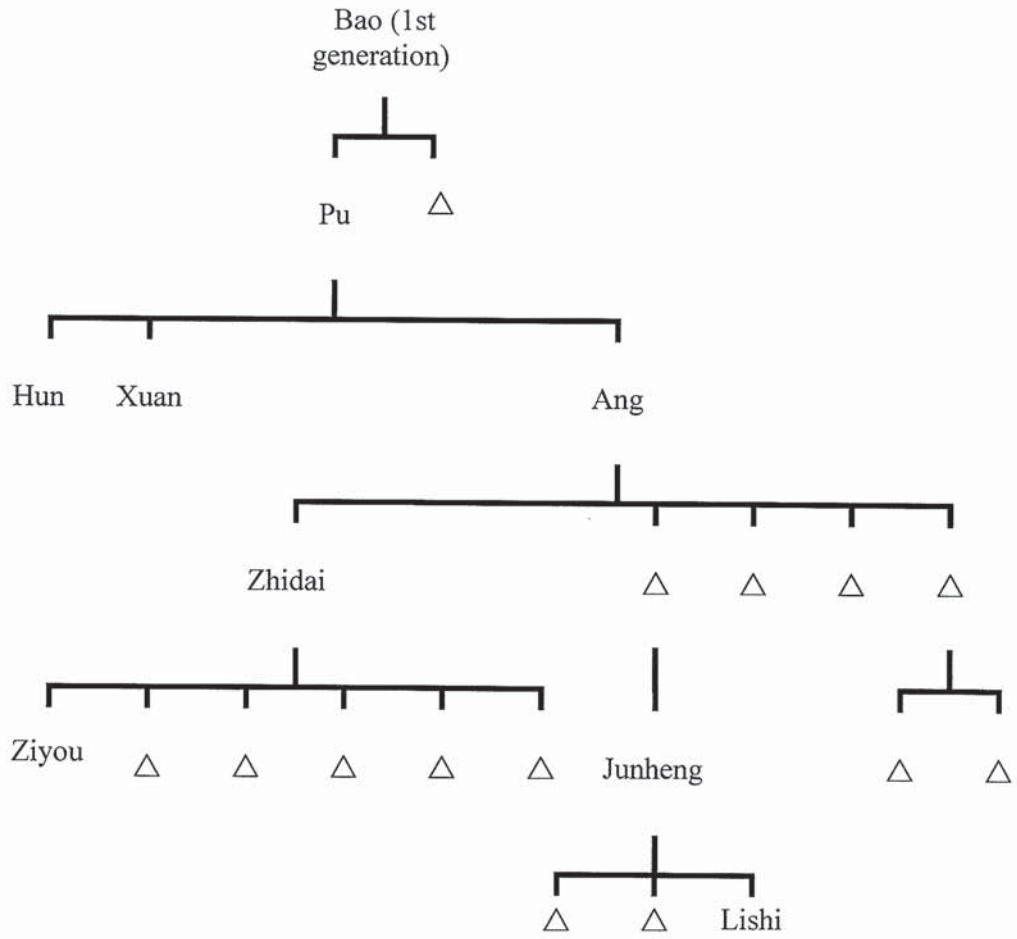 Bao (1st
generation)
Pu
Hun Xuan Ang
Zhidai
Ziyou Junheng
Lishi